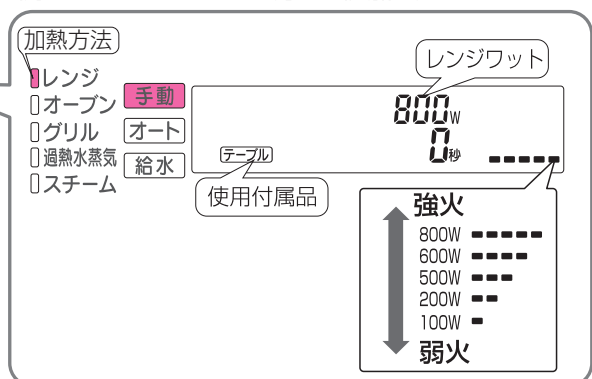 加熱方法
レンジワット
レンジ
オーブン
グリル
過熱水蒸気
スチーム
手動
オート
給水
800W
0秒
テーブル
使用付属品
強火
800W
600W
500W
200W
100W
弱火